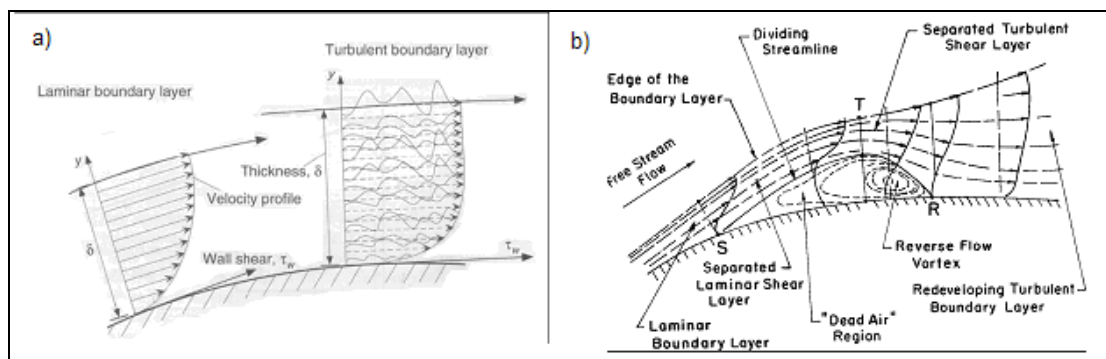 a)
Turbulent boundary layer
y
Laminar boundary layer
y
Thickness, δ
Velocity profile
δ
Wall shear, τw
τw
b)
Dividing
Streamline
Separated Turbulent
Shear Layer
Edge of the
Boundary Layer
T
Free Stream
Flow
S
R
Separated
Laminar Shear
Layer
Reverse Flow
Vortex
Laminar
Boundary Layer
"Dead Air"
Region
Redeveloping Turbulent
Boundary Layer